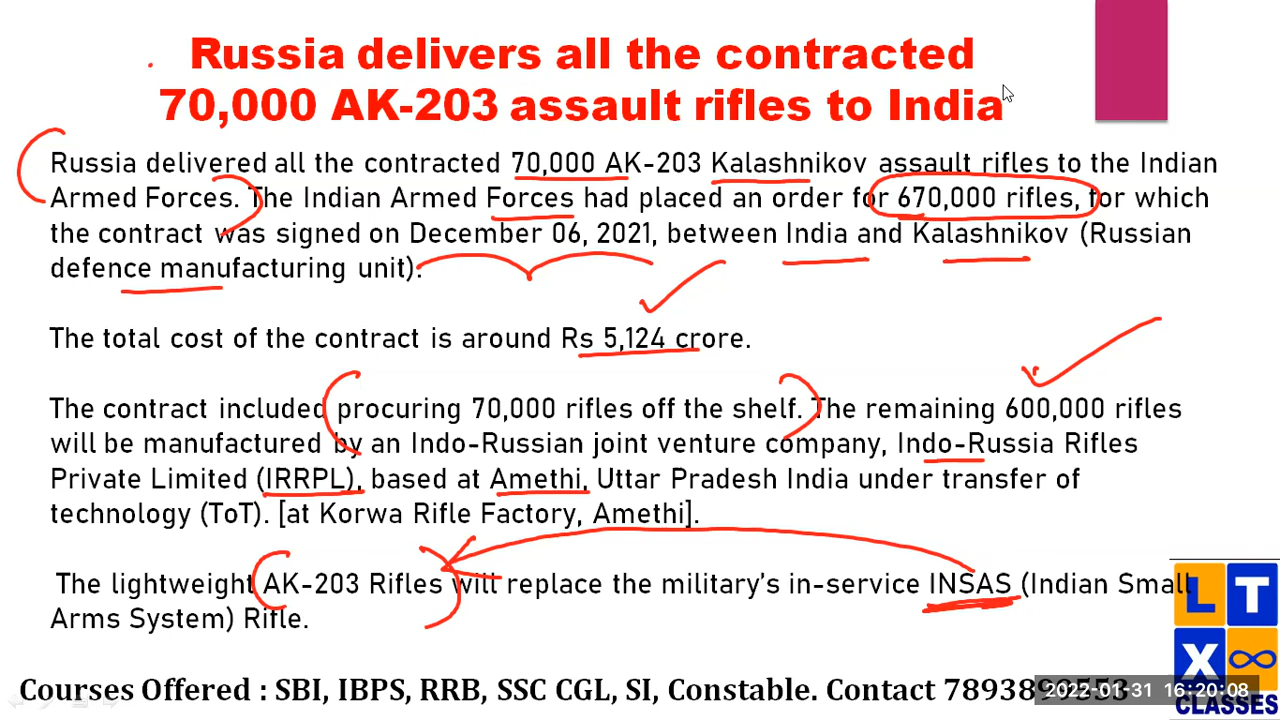 Russia delivers all the contracted
70,000 AK-203 assault rifles to India
Russia delivered all the contracted 70,000 AK-203 Kalashnikov assault rifles to the Indian
Armed Forces. The Indian Armed Forces had placed an order for 670,000 rifles, for which
the contract was signed on December 06, 2021, between India and Kalashnikov (Russian
defence manufacturing unit).
The total cost of the contract is around Rs 5,124 crore.
The contract included procuring 70,000 rifles off the shelf. The remaining 600,000 rifles
will be manufactured by an Indo-Russian joint venture company, Indo-Russia Rifles
Private Limited (IRRPL), based at Amethi, Uttar Pradesh India under transfer of
technology (ToT). [at Korwa Rifle Factory, Amethi].
The lightweight AK-203 Rifles will replace the military's in-service INSAS (Indian Small
Arms System) Rifle.
L T
X ∞
CLASSES
Courses Offered : SBI, IBPS, RRB, SSC CGL, SI, Constable. Contact
2022-01-31 16:20:08